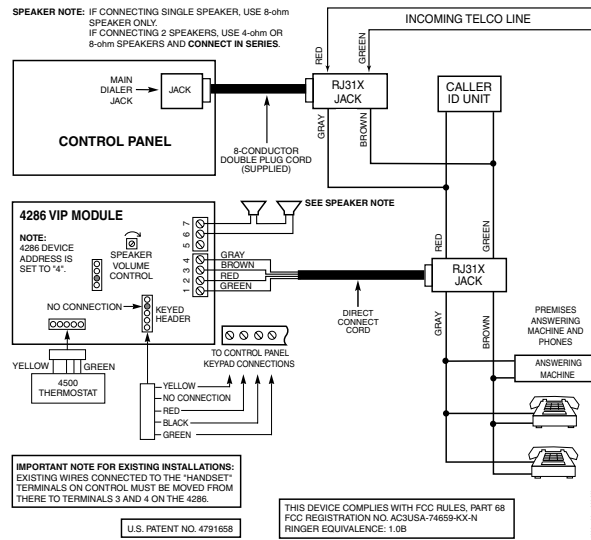 SPEAKER NOTE: IF CONNECTING SINGLE SPEAKER, USE 8-ohm
SPEAKER ONLY.
IF CONNECTING 2 SPEAKERS, USE 4-ohm OR
8-ohm SPEAKERS AND CONNECT IN SERIES.
INCOMING TELCO LINE
RED
GREEN
MAIN
DIALER
JACK
JACK
RJ31X
JACK
CALLER
ID UNIT
CONTROL PANEL
8-CONDUCTOR
DOUBLE PLUG CORD
(SUPPLIED)
GRAY
BROWN
4286 VIP MODULE
NOTE:
4286 DEVICE
ADDRESS IS
SET TO "4".
SPEAKER
VOLUME
CONTROL
7
6
5
4
3
2
1
SEE SPEAKER NOTE
GRAY
BROWN
RED
GREEN
RED
GREEN
RJ31X
JACK
DIRECT
CONNECT
CORD
NO CONNECTION
KEYED
HEADER
GRAY
BROWN
PREMISES
ANSWERING
MACHINE AND
PHONES
ANSWERING
MACHINE
YELLOW
GREEN
4500
THERMOSTAT
TO CONTROL PANEL
KEYPAD CONNECTIONS
YELLOW
NO CONNECTION
RED
BLACK
GREEN
IMPORTANT NOTE FOR EXISTING INSTALLATIONS:
EXISTING WIRES CONNECTED TO THE "HANDSET"
TERMINALS ON CONTROL MUST BE MOVED FROM
THERE TO TERMINALS 3 AND 4 ON THE 4286.
U.S. PATENT NO. 4791658
THIS DEVICE COMPLIES WITH FCC RULES, PART 68
FCC REGISTRATION NO. AC3USA-74659-KX-N
RINGER EQUIVALENCE: 1.0B